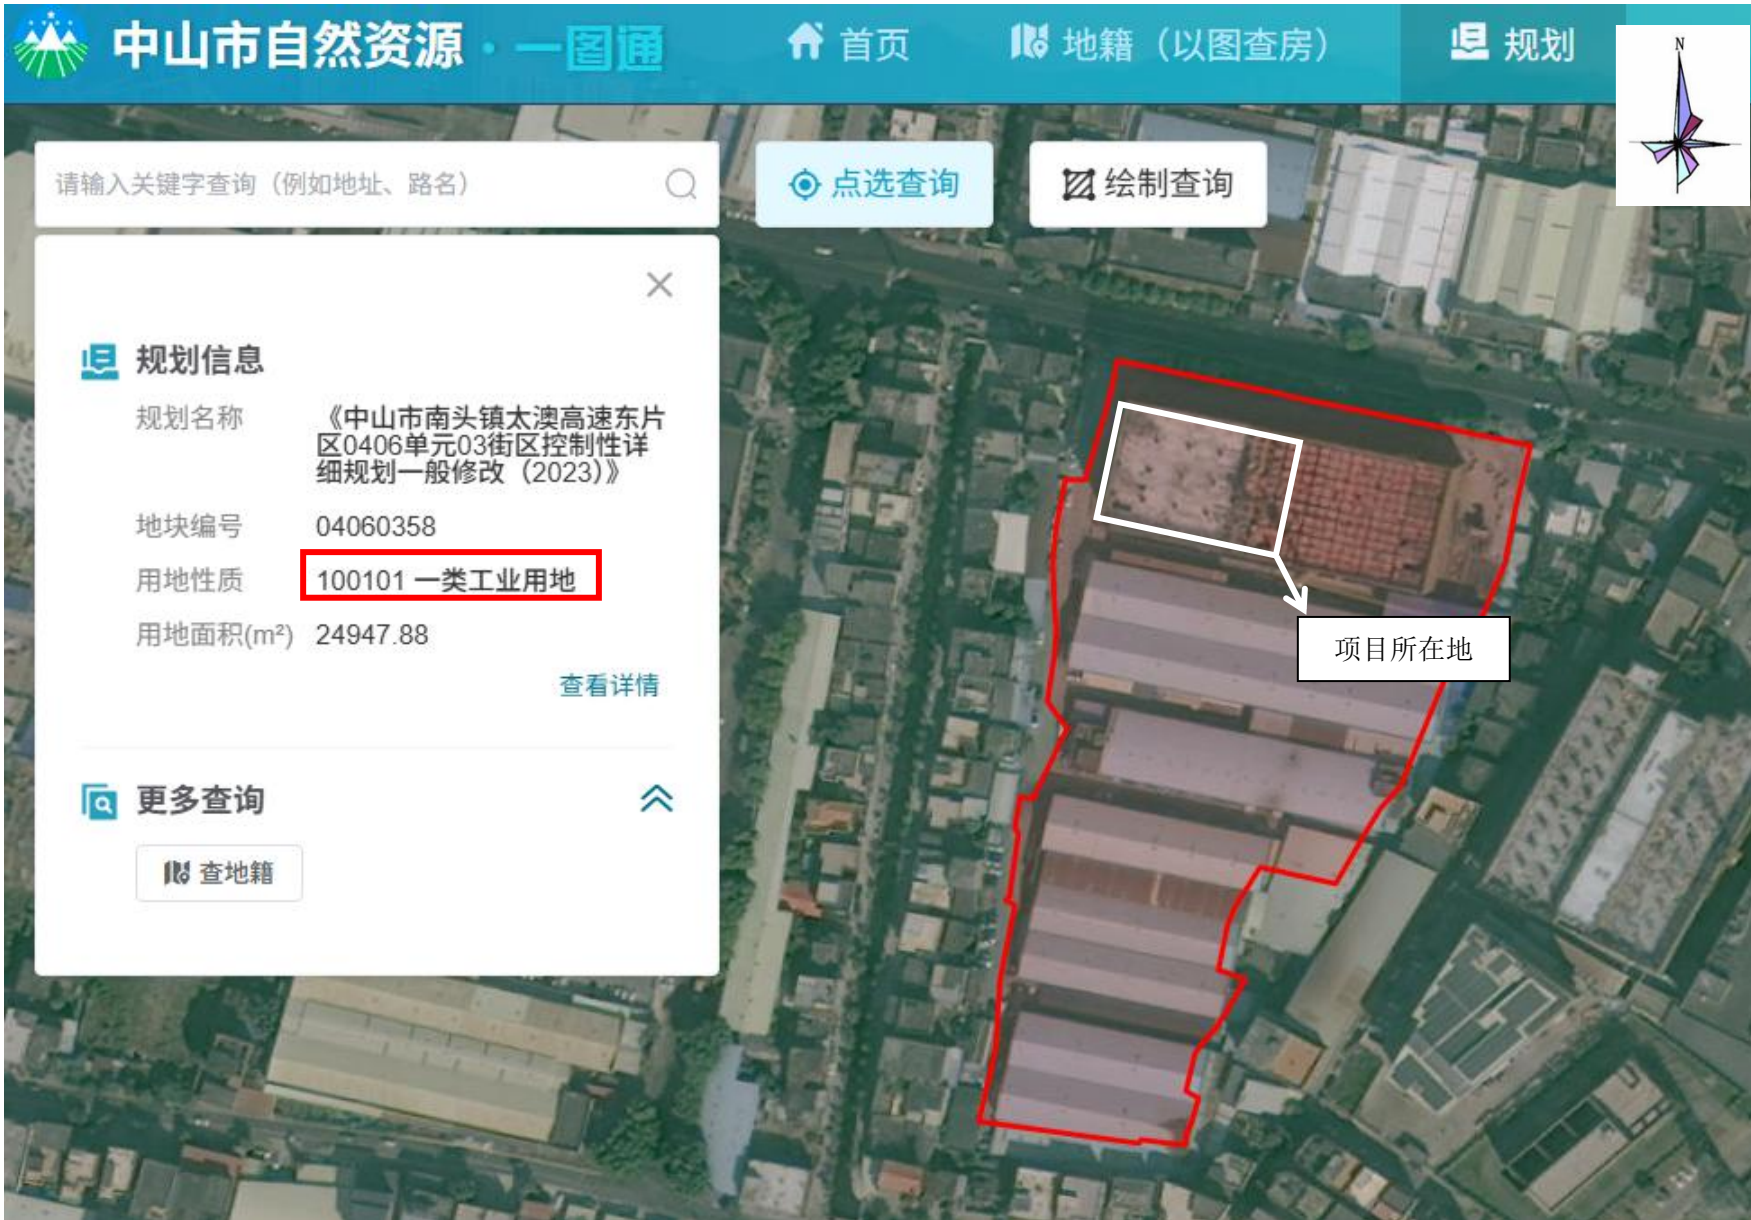 中山市自然资源·一图通
首页
地籍（以图查房）
规划
N
请输入关键字查询（例如地址、路名）
点选查询
绘制查询
规划信息
规划名称
《中山市南头镇太澳高速东片
区0406单元03街区控制性详
细规划一般修改（2023)》
地块编号 04060358
用地性质 100101 一类工业用地
用地面积(m²) 24947.88
查看详情
项目所在地
更多查询
查地籍